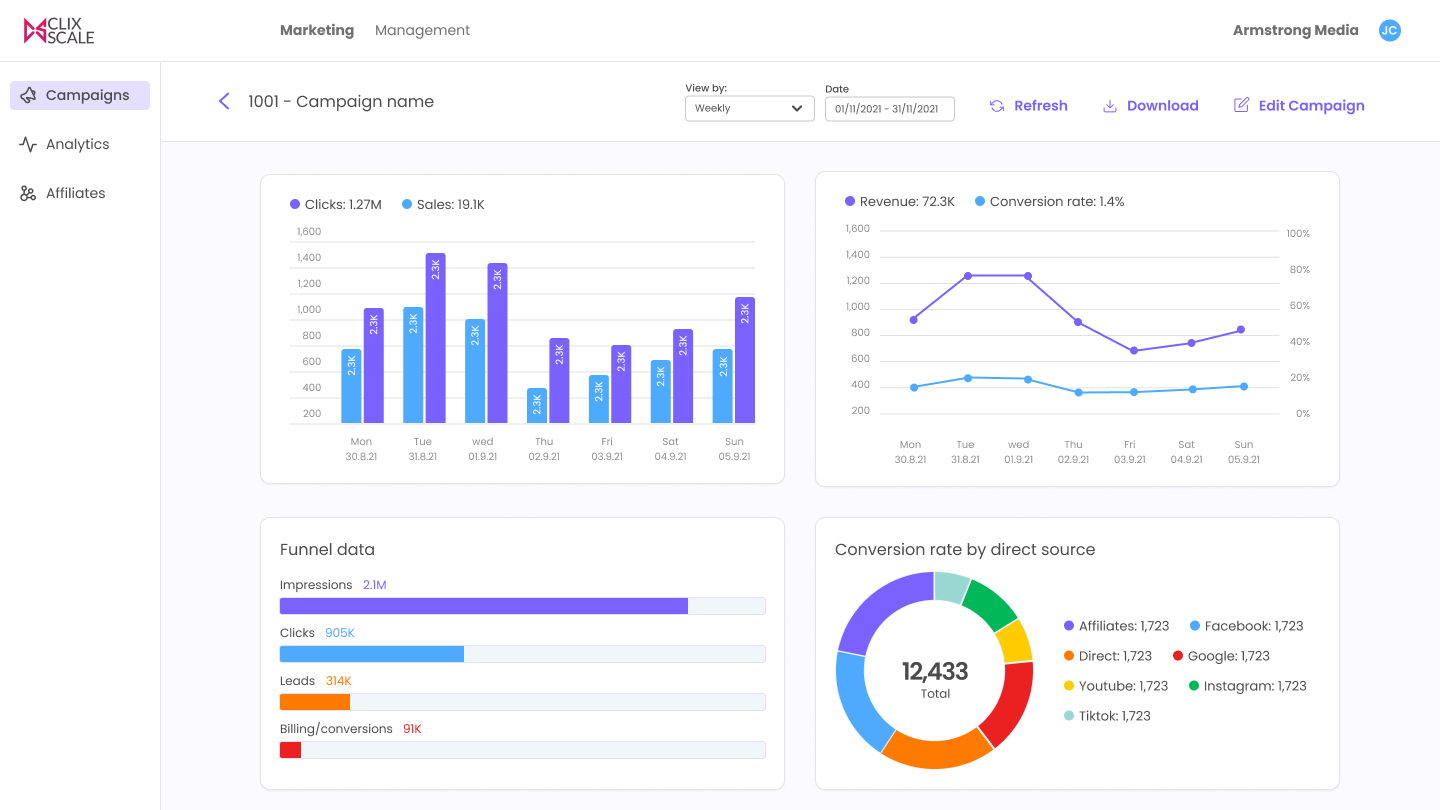 CLIX
SCALE
Marketing Management
Armstrong Media JC
Campaigns
Analytics
Affiliates
1001 - Campaign name
View by:
Weekly
Date
01/11/2021 - 31/11/2021
Refresh
Download
Edit Campaign
Clicks: 1.27M Sales: 19.1K
1,600
1,400
1,200
1,000
800
600
400
200
2.3K 2.3K 2.3K 2.3K 2.3K 2.3K 2.3K 2.3K 2.3K 2.3K 2.3K 2.3K 2.3K 2.3K
Mon Tue wed Thu Fri Sat Sun
30.8.21 31.8.21 01.9.21 02.9.21 03.9.21 04.9.21 05.9.21
Revenue: 72.3K Conversion rate: 1.4%
1,600
1,400
1,200
1,000
800
600
400
200
100%
80%
60%
40%
20%
0%
Mon Tue wed Thu Fri Sat Sun
30.8.21 31.8.21 01.9.21 02.9.21 03.9.21 04.9.21 05.9.21
Funnel data
Impressions 2.1M
Clicks 905K
Leads 314K
Billing/conversions 91K
Conversion rate by direct source
12,433
Total
Affiliates: 1,723 Facebook: 1,723
Direct: 1,723 Google: 1,723
Youtube: 1,723 Instagram: 1,723
Tiktok: 1,723